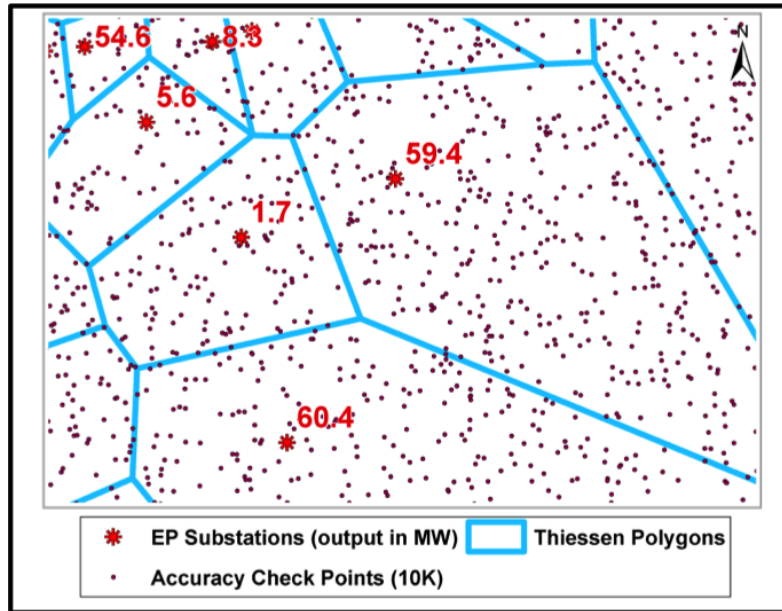 54.6
8.3
N
5.6
59.4
1.7
60.4
EP Substations (output in MW)
Thiessen Polygons
Accuracy Check Points (10K)